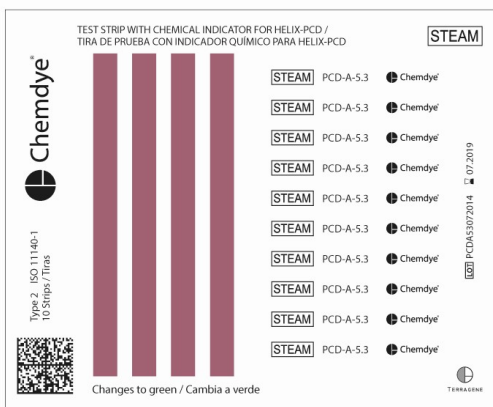 TEST STRIP WITH CHEMICAL INDICATOR FOR HELIX-PCD /
TIRA DE PRUEBA CON INDICADOR QUÍMICO PARA HELIX-PCD
STEAM
Chemdye®
Type 2 ISO 11140-1
10 Strips / Tiras
STEAM PCD-A-5.3 Chemdye®
STEAM PCD-A-5.3 Chemdye®
STEAM PCD-A-5.3 Chemdye®
STEAM PCD-A-5.3 Chemdye®
STEAM PCD-A-5.3 Chemdye®
STEAM PCD-A-5.3 Chemdye®
STEAM PCD-A-5.3 Chemdye®
STEAM PCD-A-5.3 Chemdye®
STEAM PCD-A-5.3 Chemdye®
STEAM PCD-A-5.3 Chemdye®
LOT PCDA53072014 07.2019
Changes to green / Cambia a verde
TERRAGENE